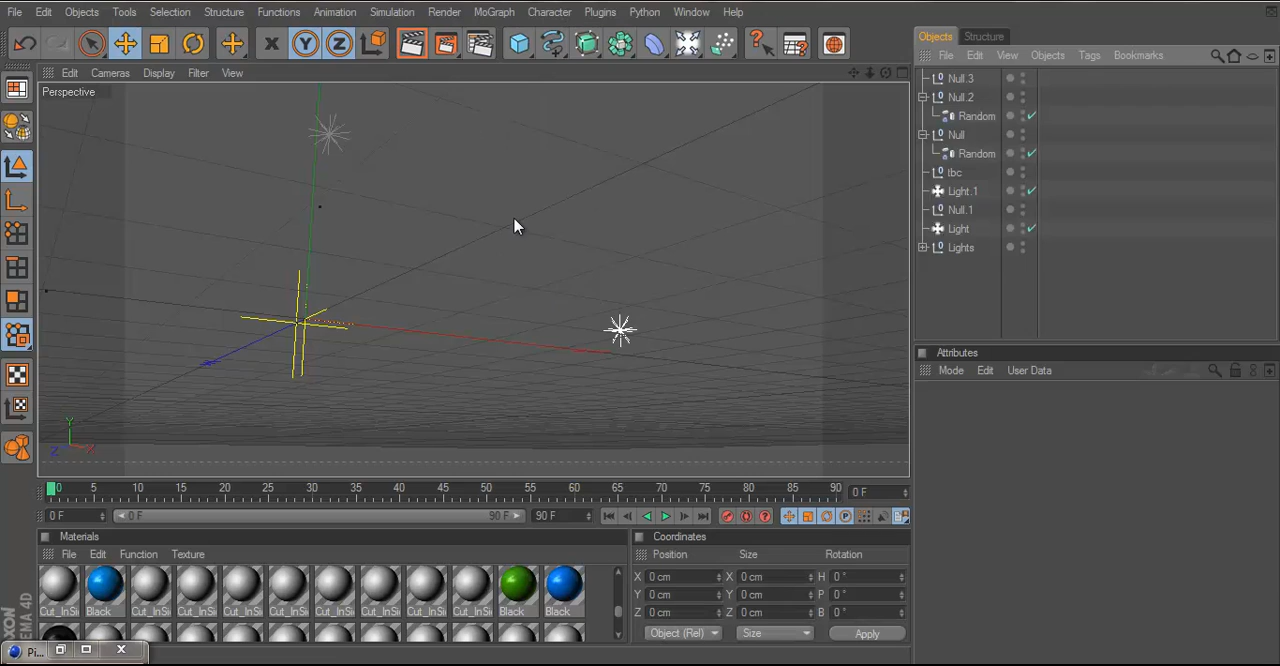 File Edit Objects Tools Selection Structure Functions Animation Simulation Render MoGraph Character Plugins Python Window Help
X Y Z
Edit Cameras Display Filter View
Perspective
Y
Z X
Objects Structure
File Edit View Objects Tags Bookmarks
Null.3
Null.2
Random
Null
Random
tbc
Light.1
Null.1
Light
Lights
Attributes
Mode Edit User Data
0 5 10 15 20 25 30 35 40 45 50 55 60 65 70 75 80 85 90 0 F
0 F 0 F 90 F 90 F
Materials
File Edit Function Texture
Cut_InSi Black Cut_InSi Cut_InSi Cut_InSi Cut_InSi Cut_InSi Cut_InSi Cut_InSi Cut_InSi Black Black
Coordinates
Position Size Rotation
X 0 cm X 0 cm H 0 °
Y 0 cm Y 0 cm P 0 °
Z 0 cm Z 0 cm B 0 °
Object (Rel) Size Apply
Pi...